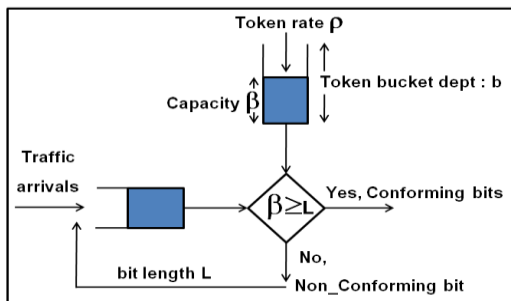 Token rate ρ
Token bucket dept : b
Capacity β
Traffic
arrivals
β≥L
Yes, Conforming bits
No,
bit length L
Non_Conforming bit